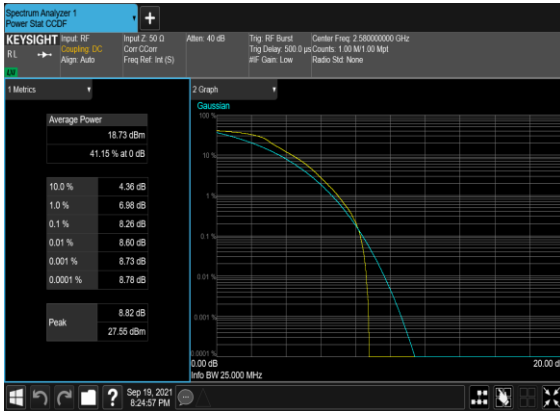 Spectrum Analyzer 1
Power Stat CCDF
KEYSIGHT
RL
LV
Input: RF
Coupling: DC
Align: Auto
Input Z: 50 Ω
Corr CCorr
Freq Ref: Int (S)
Atten: 40 dB
Trig: RF Burst
Trig Delay: 500.0 µs
#IF Gain: Low
Center Freq: 2.580000000 GHz
Counts: 1.00 M/1.00 Mpt
Radio Std: None
1 Metrics
Average Power
18.73 dBm
41.15 % at 0 dB
10.0 % 4.36 dB
1.0 % 6.98 dB
0.1 % 8.26 dB
0.01 % 8.60 dB
0.001 % 8.73 dB
0.0001 % 8.78 dB
Peak
8.82 dB
27.55 dBm
2 Graph
Gaussian
100 %
10 %
1 %
0.1 %
0.01 %
0.001 %
0.0001 %
0.00 dB
20.00 d
Info BW 25.000 MHz
?
Sep 19, 2021
8:24:57 PM